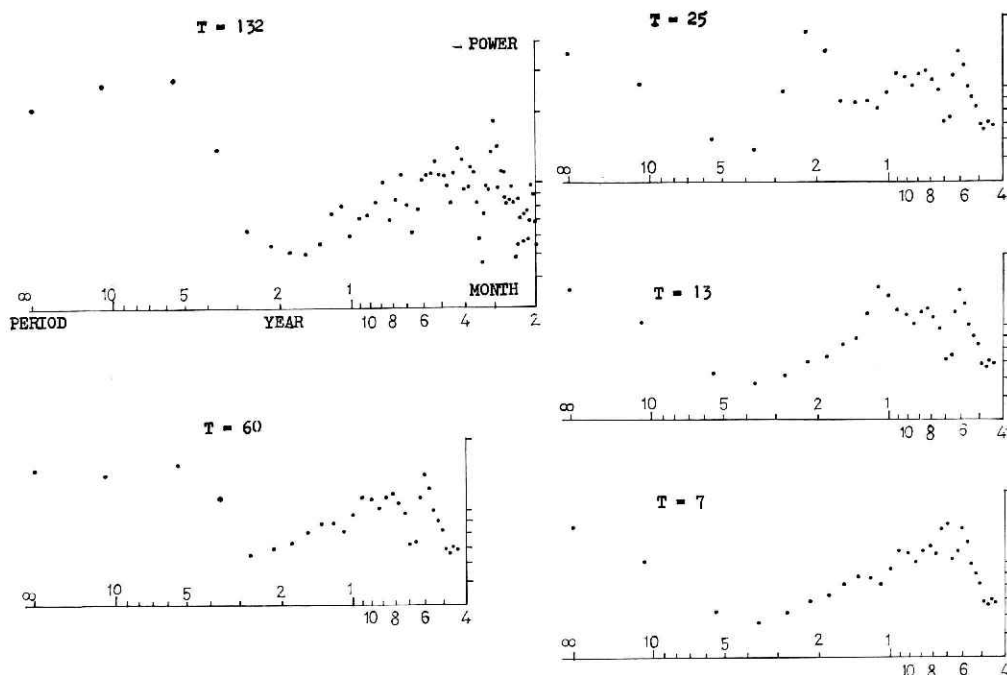 T = 132
POWER
∞ 10 5 2 1
MONTH
PERIOD YEAR 10 8 6 4 2
T = 60
∞ 10 5 2 1
10 8 6 4
T = 25
∞ 10 5 2 1
10 8 6 4
T = 13
∞ 10 5 2 1
10 8 6 4
T = 7
∞ 10 5 2 1
10 8 6 4